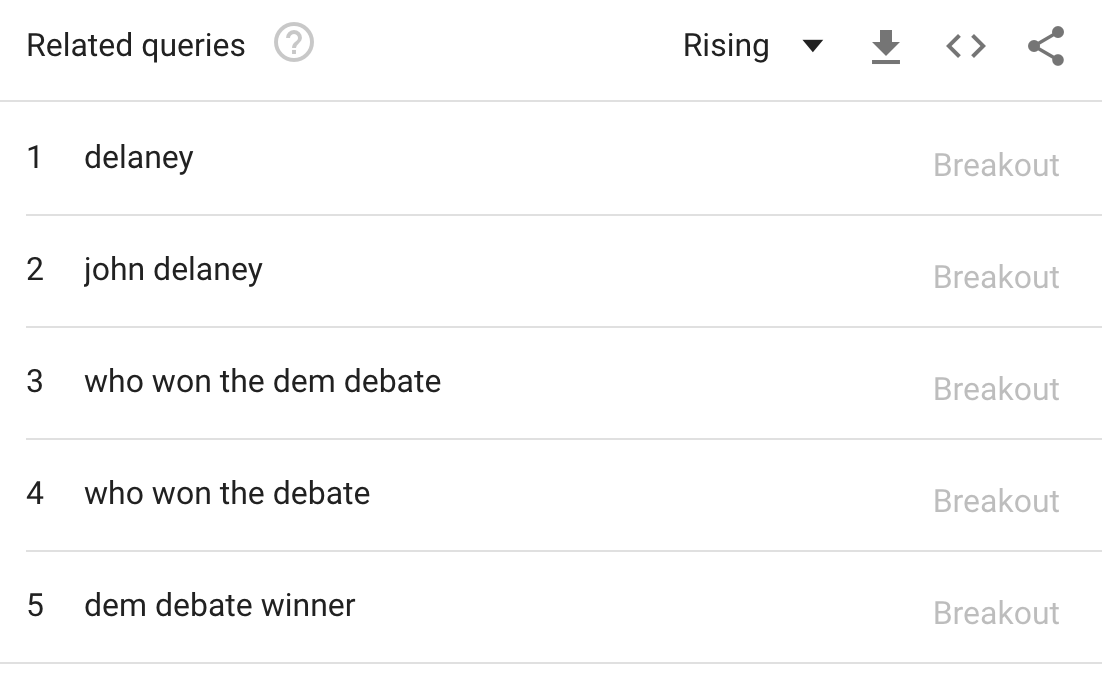 Related queries ? Rising
1 delaney Breakout
2 john delaney Breakout
3 who won the dem debate Breakout
4 who won the debate Breakout
5 dem debate winner Breakout